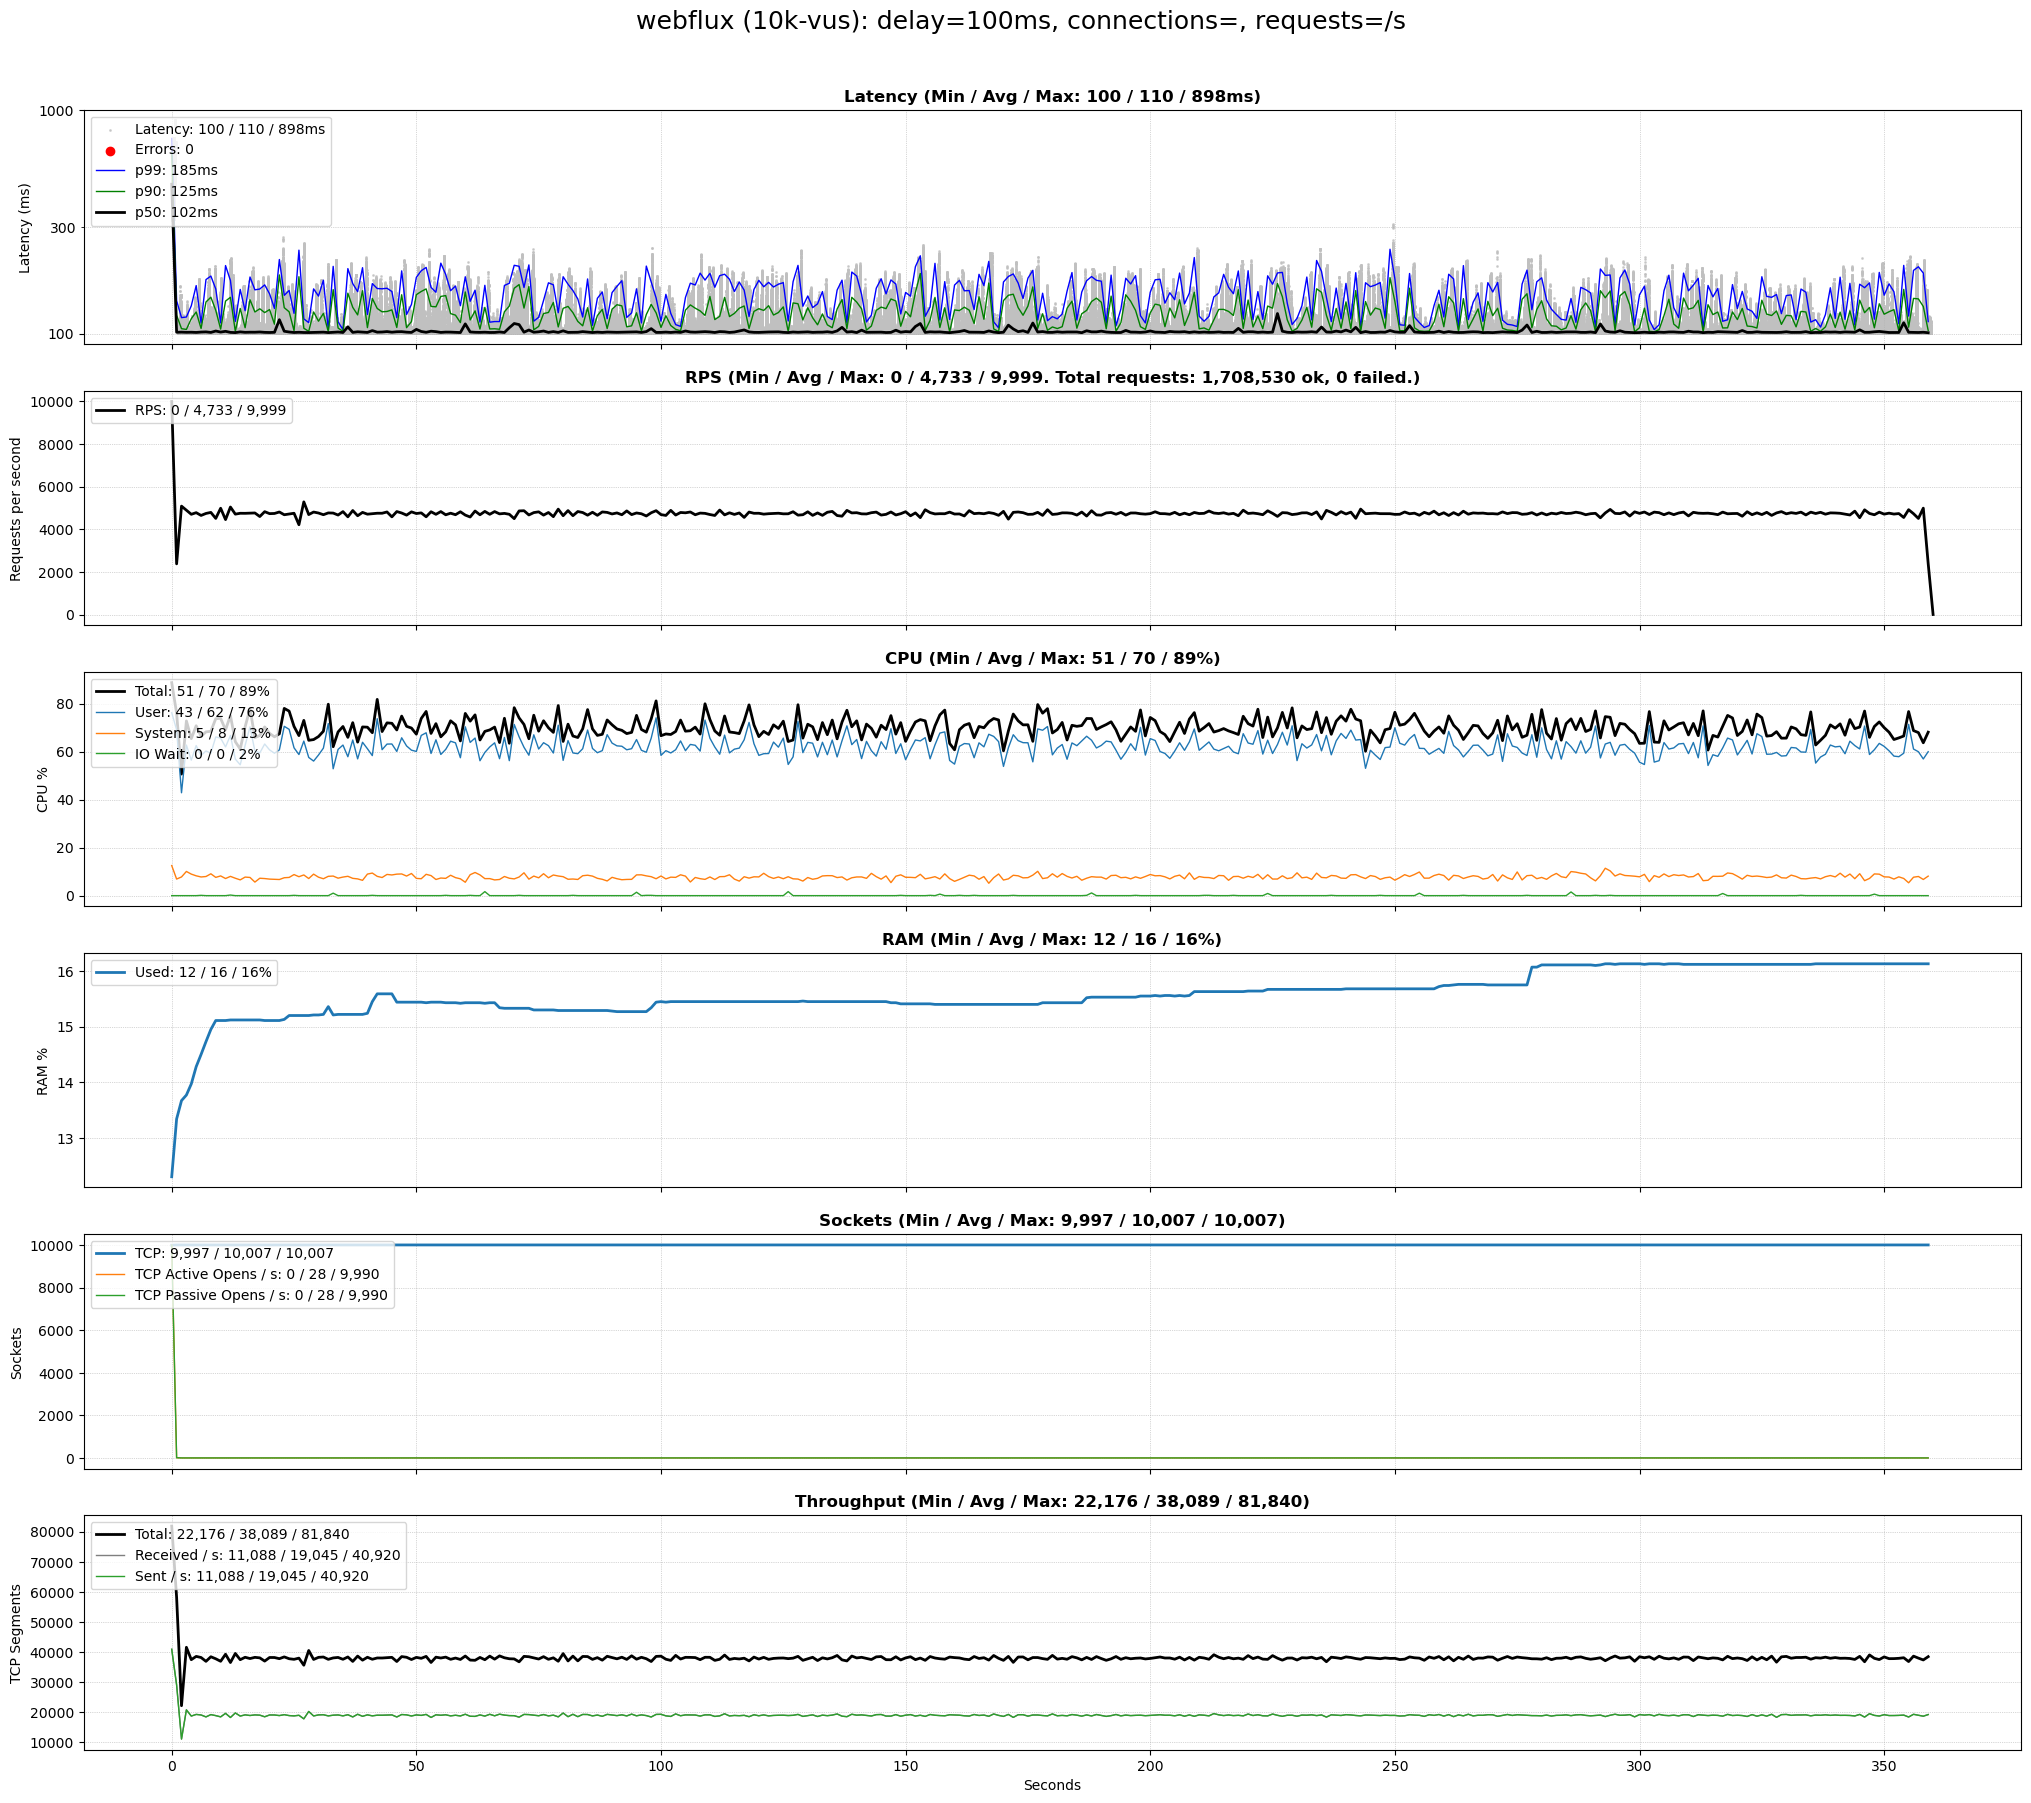 webflux (10k-vus): delay=100ms, connections=, requests=/s
Latency (Min / Avg / Max: 100 / 110 / 898ms)
Latency (ms)
1000
300
100
Latency: 100 / 110 / 898ms
Errors: 0
p99: 185ms
p90: 125ms
p50: 102ms
RPS (Min / Avg / Max: 0 / 4,733 / 9,999. Total requests: 1,708,530 ok, 0 failed.)
Requests per second
10000
8000
6000
4000
2000
0
RPS: 0 / 4,733 / 9,999
CPU (Min / Avg / Max: 51 / 70 / 89%)
CPU %
80
60
40
20
0
Total: 51 / 70 / 89%
User: 43 / 62 / 76%
System: 5 / 8 / 13%
IO Wait: 0 / 0 / 2%
RAM (Min / Avg / Max: 12 / 16 / 16%)
RAM %
16
15
14
13
Used: 12 / 16 / 16%
Sockets (Min / Avg / Max: 9,997 / 10,007 / 10,007)
Sockets
10000
8000
6000
4000
2000
0
TCP: 9,997 / 10,007 / 10,007
TCP Active Opens / s: 0 / 28 / 9,990
TCP Passive Opens / s: 0 / 28 / 9,990
Throughput (Min / Avg / Max: 22,176 / 38,089 / 81,840)
TCP Segments
80000
70000
60000
50000
40000
30000
20000
10000
Total: 22,176 / 38,089 / 81,840
Received / s: 11,088 / 19,045 / 40,920
Sent / s: 11,088 / 19,045 / 40,920
0 50 100 150 200 250 300 350
Seconds